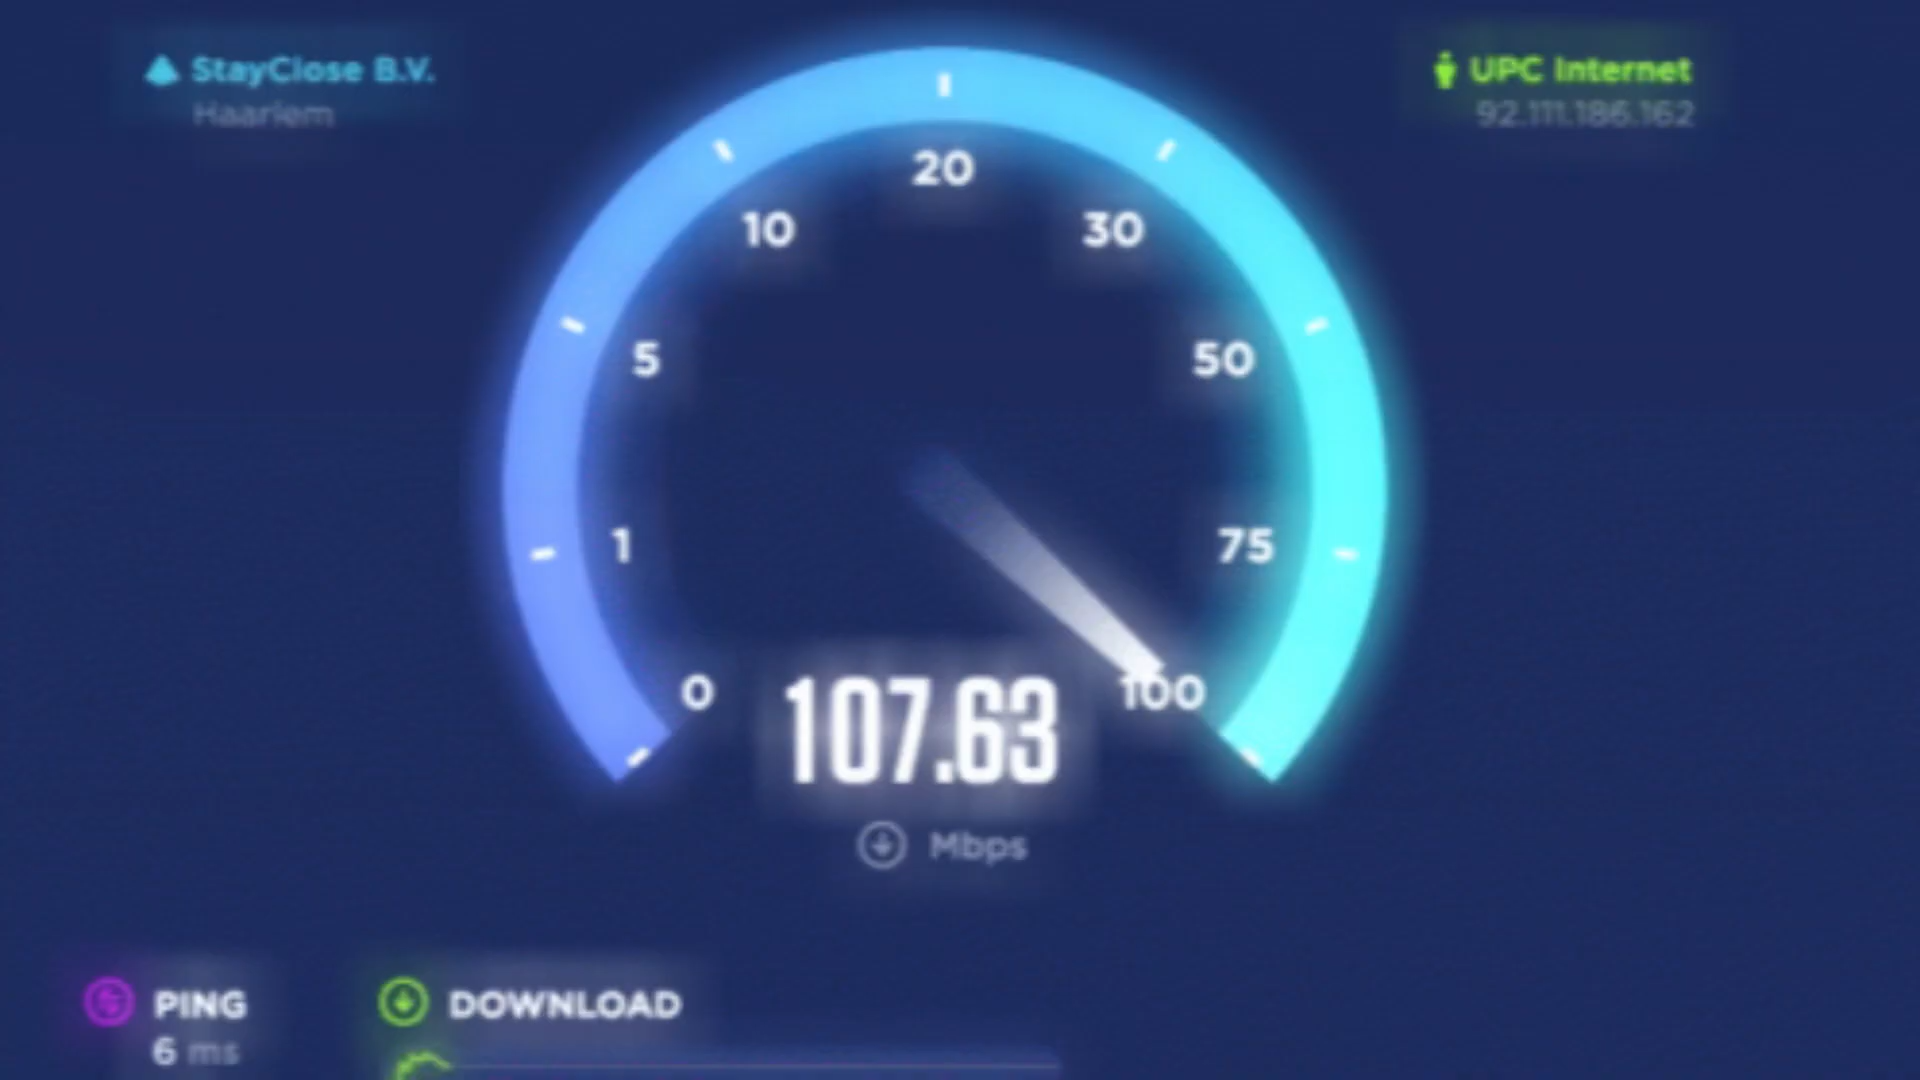 StayClose B.V.
Haarlem
UPC Internet
92.111.186.162
20
10
30
5
50
1
75
0
100
107.63
Mbps
PING
6 ms
DOWNLOAD